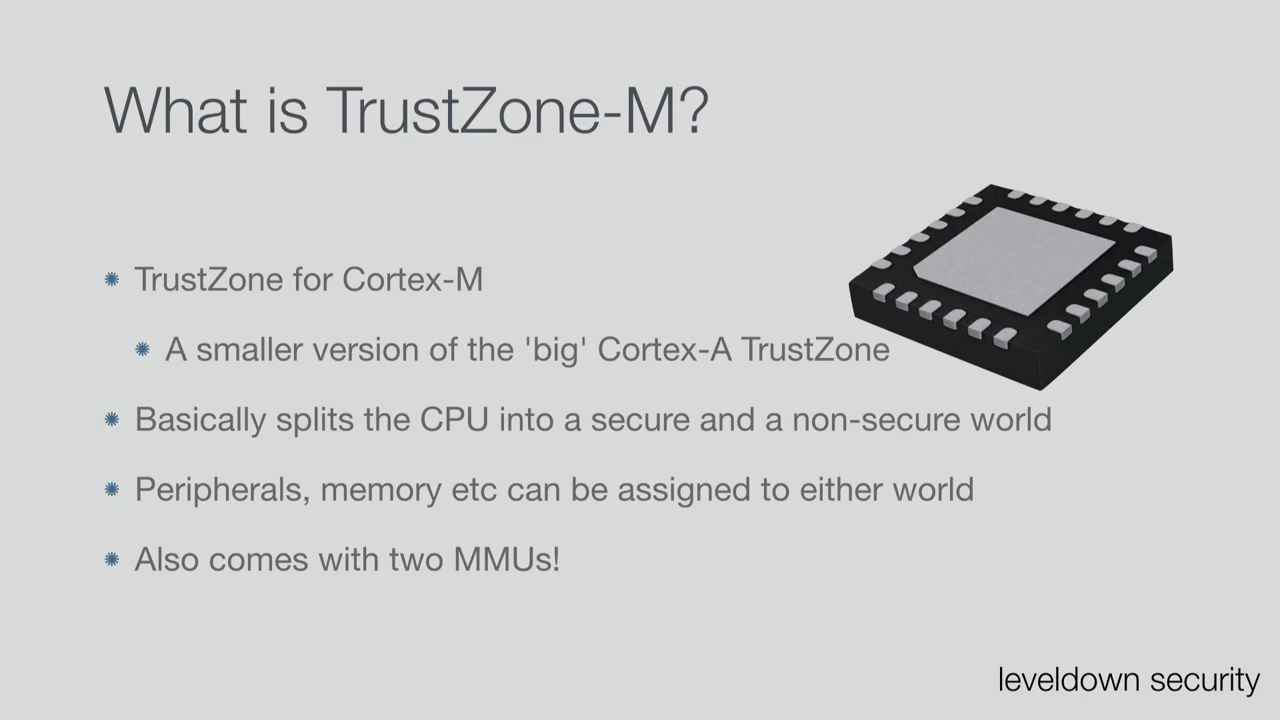 What is TrustZone-M?
TrustZone for Cortex-M
A smaller version of the 'big' Cortex-A TrustZone
Basically splits the CPU into a secure and a non-secure world
Peripherals, memory etc can be assigned to either world
Also comes with two MMUs!
leveldown security